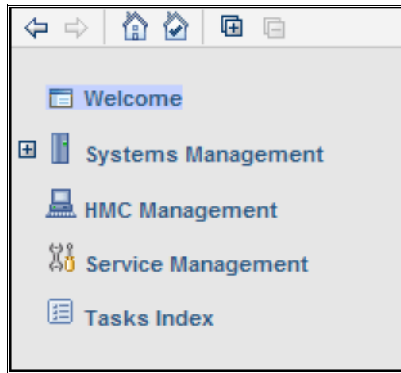 Welcome
Systems Management
HMC Management
Service Management
Tasks Index